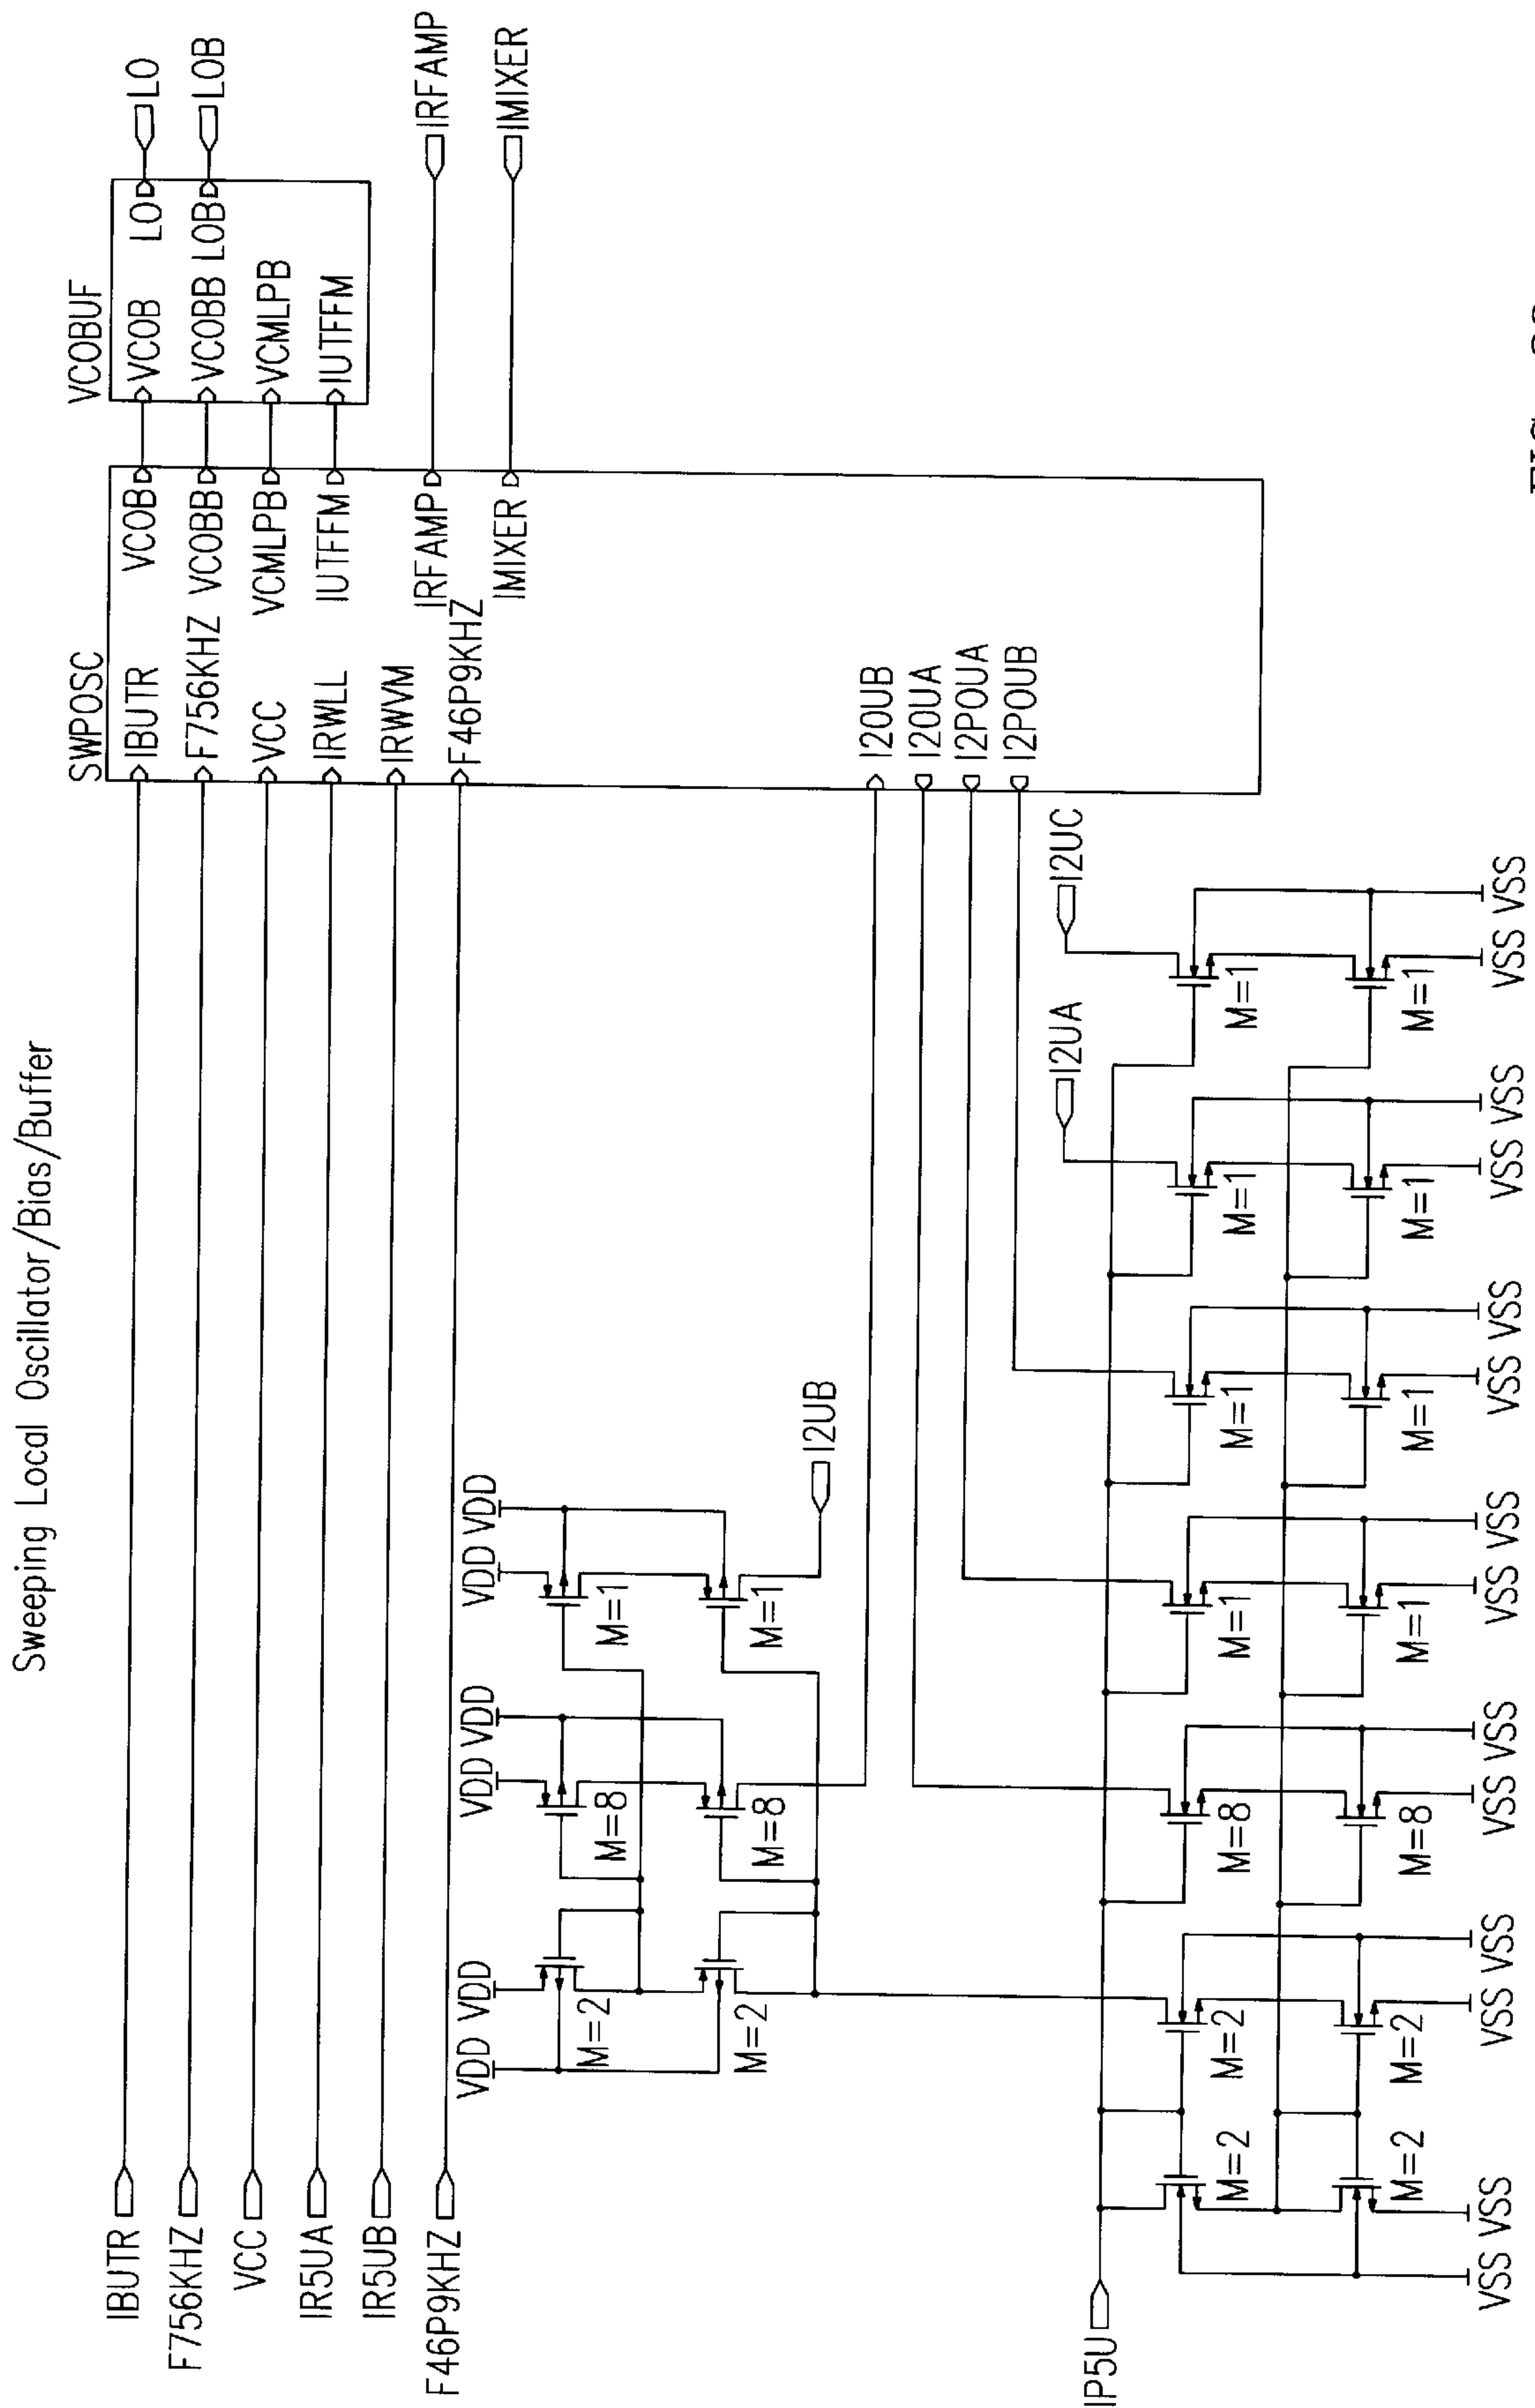 Sweeping Local Oscillator/Bias/Buffer
SWPOSC
VCOBUF
IBUTR
IBUTR
VCOB
VCOB
LO
LO
F756KHZ
F756KHZ
VCOBB
VCOBB
LOB
LOB
VCC
VCC
VCMLPB
VCMLPB
IR5UA
IRWLL
IUTFFM
IUTFFM
IR5UB
IRWVM
IRFAMP
IRFAMP
F46P9KHZ
F46P9KHZ
IMIXER
IMIXER
VDD VDD
VDD VDD
VDD VDD
M=2
M=8
M=1
M=2
M=8
M=1
I2UB
I20UB
I20UA
I2POUA
I2POUB
I2UA
I2UC
IP5U
M=2
M=2
M=8
M=1
M=1
M=1
M=1
M=2
M=2
M=8
M=1
M=1
M=1
M=1
VSS VSS
VSS VSS
VSS VSS
VSS VSS
VSS VSS
VSS VSS
VSS VSS